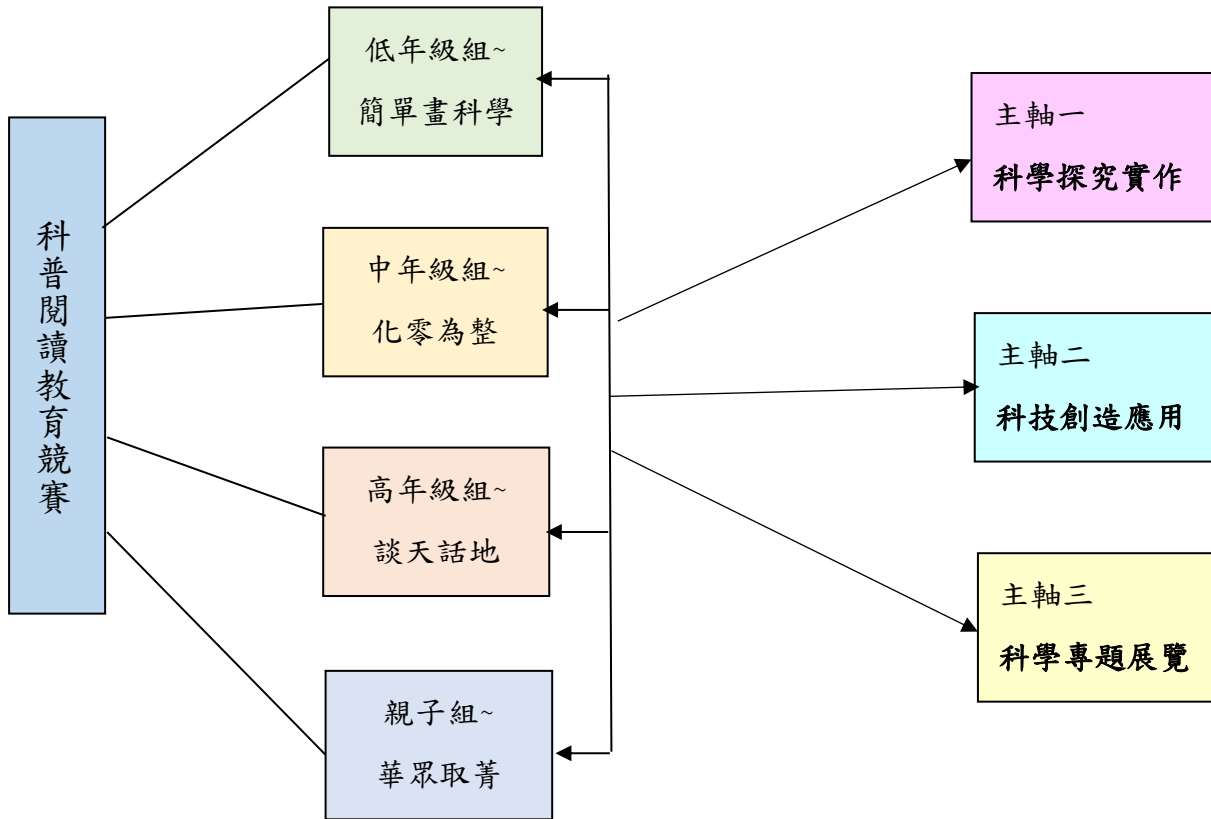 科普閱讀教育競賽
低年級組~
簡單畫科學
中年級組~
化零為整
高年級組~
談天話地
親子組~
華眾取菁
主軸一
科學探究實作
主軸二
科技創造應用
主軸三
科學專題展覽